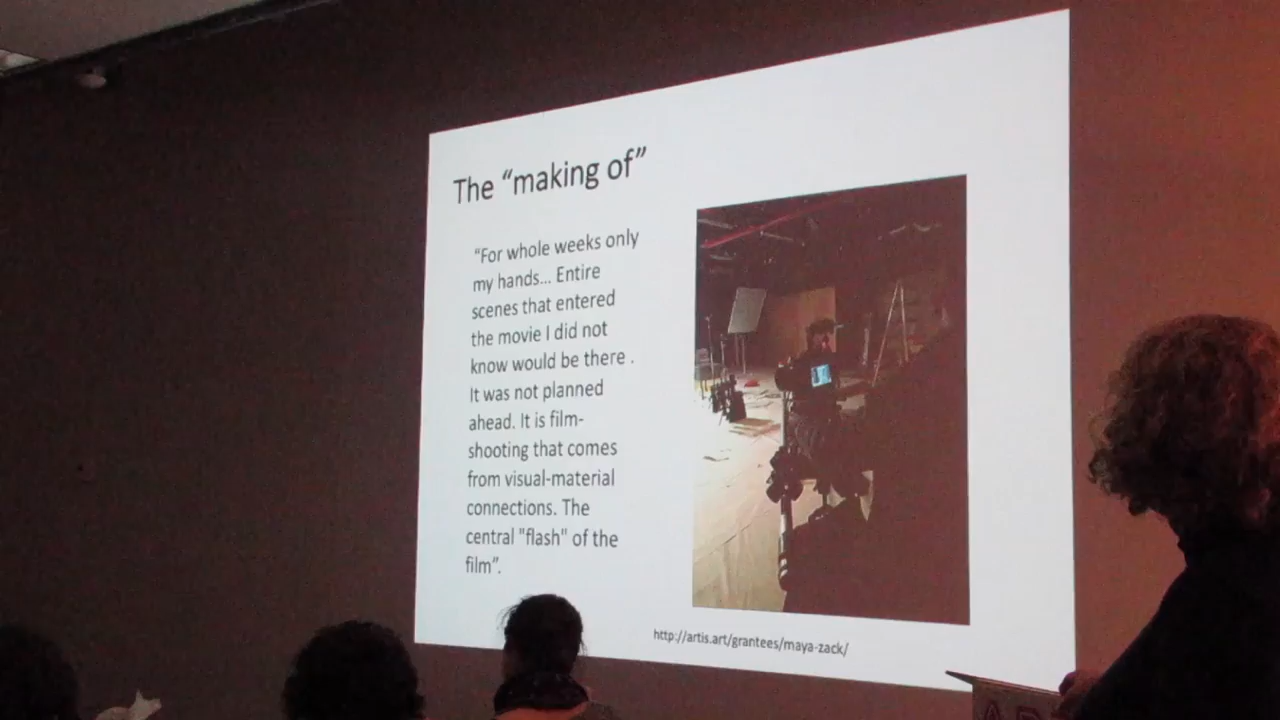 The “making of”
“For whole weeks only
my hands... Entire
scenes that entered
the movie I did not
know would be there .
It was not planned
ahead. It is film-
shooting that comes
from visual-material
connections. The
central "flash" of the
film”.
http://artis.art/grantees/maya-zack/